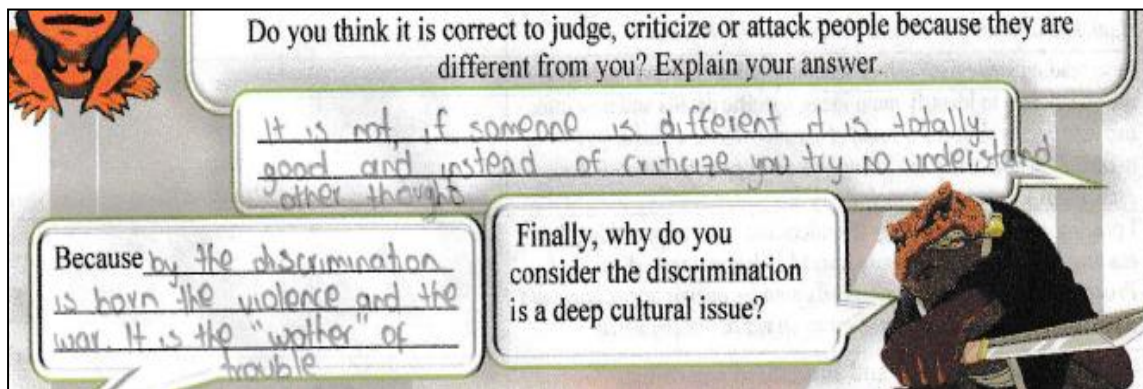 Do you think it is correct to judge, criticize or attack people because they are
different from you? Explain your answer.
It is not, if someone is different it is totally
good and instead of criticize you try no understand
other thoughts
Finally, why do you
consider the discrimination
is a deep cultural issue?
Because by the discrimination
is born the violence and the
war. It is the "wother" of
trouble